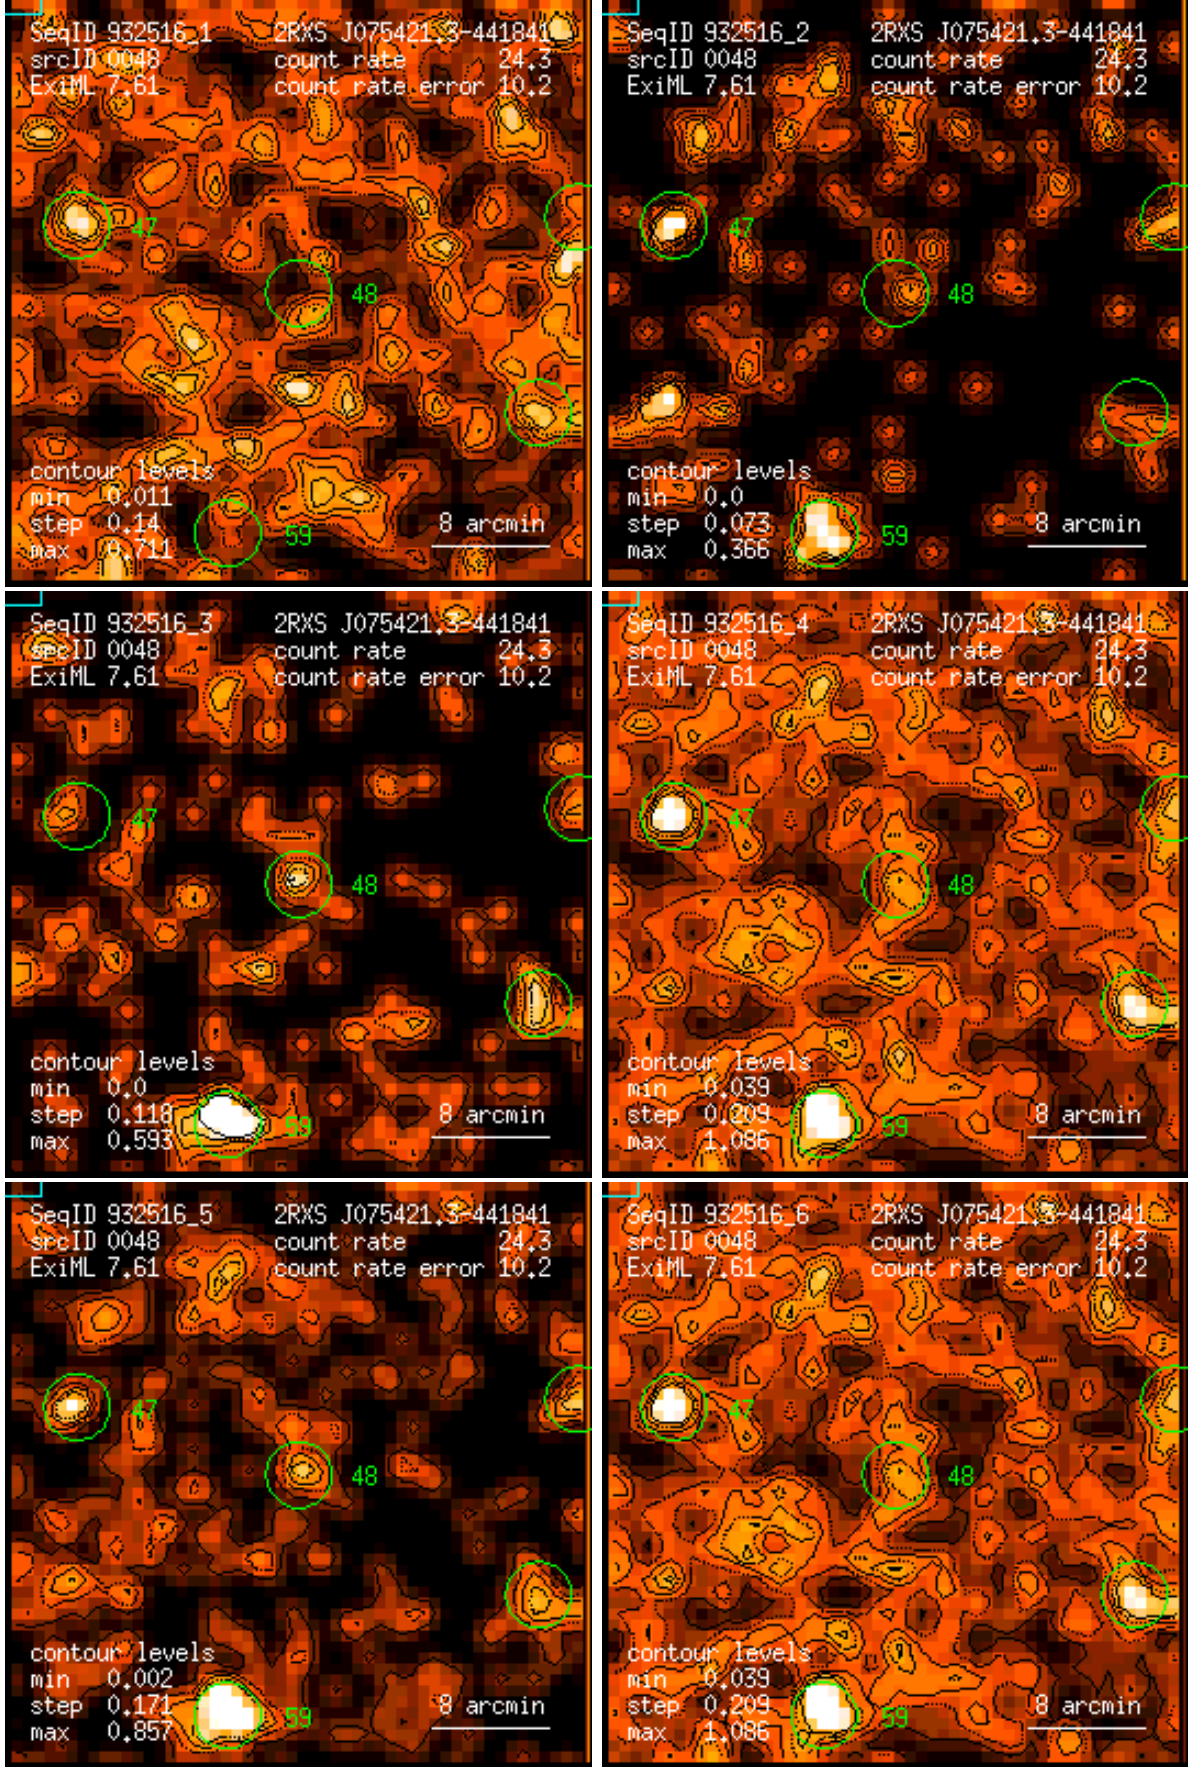 SeqID 932516_1 2RXS J075421.3-441841
srcID 0048 count rate 24.3
ExiML 7.61 count rate error 10.2
47
48
contour levels
min 0.011
step 0.14 59 8 arcmin
max 0.711
SeqID 932516_2 2RXS J075421.3-441841
srcID 0048 count rate 24.3
ExiML 7.61 count rate error 10.2
47
48
contour levels
min 0.0
step 0.073 59 8 arcmin
max 0.366
SeqID 932516_3 2RXS J075421.3-441841
srcID 0048 count rate 24.3
ExiML 7.61 count rate error 10.2
47
48
contour levels
min 0.0
step 0.118 59 8 arcmin
max 0.593
SeqID 932516_4 2RXS J075421.3-441841
srcID 0048 count rate 24.3
ExiML 7.61 count rate error 10.2
47
48
contour levels
min 0.039
step 0.209 59 8 arcmin
max 1.086
SeqID 932516_5 2RXS J075421.3-441841
srcID 0048 count rate 24.3
ExiML 7.61 count rate error 10.2
47
48
contour levels
min 0.002
step 0.171 59 8 arcmin
max 0.857
SeqID 932516_6 2RXS J075421.3-441841
srcID 0048 count rate 24.3
ExiML 7.61 count rate error 10.2
47
48
contour levels
min 0.039
step 0.209 59 8 arcmin
max 1.086